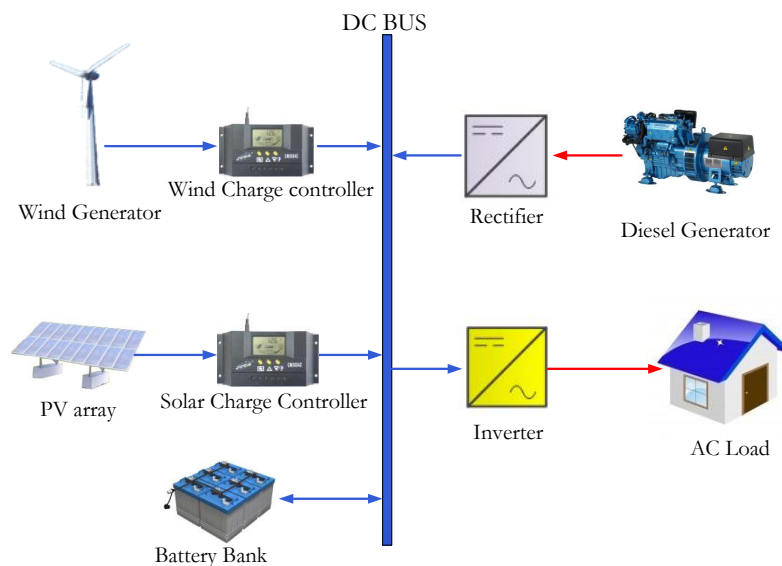 DC BUS
Wind Charge controller
Wind Generator
Rectifier
Diesel Generator
PV array
Solar Charge Controller
Inverter
AC Load
Battery Bank